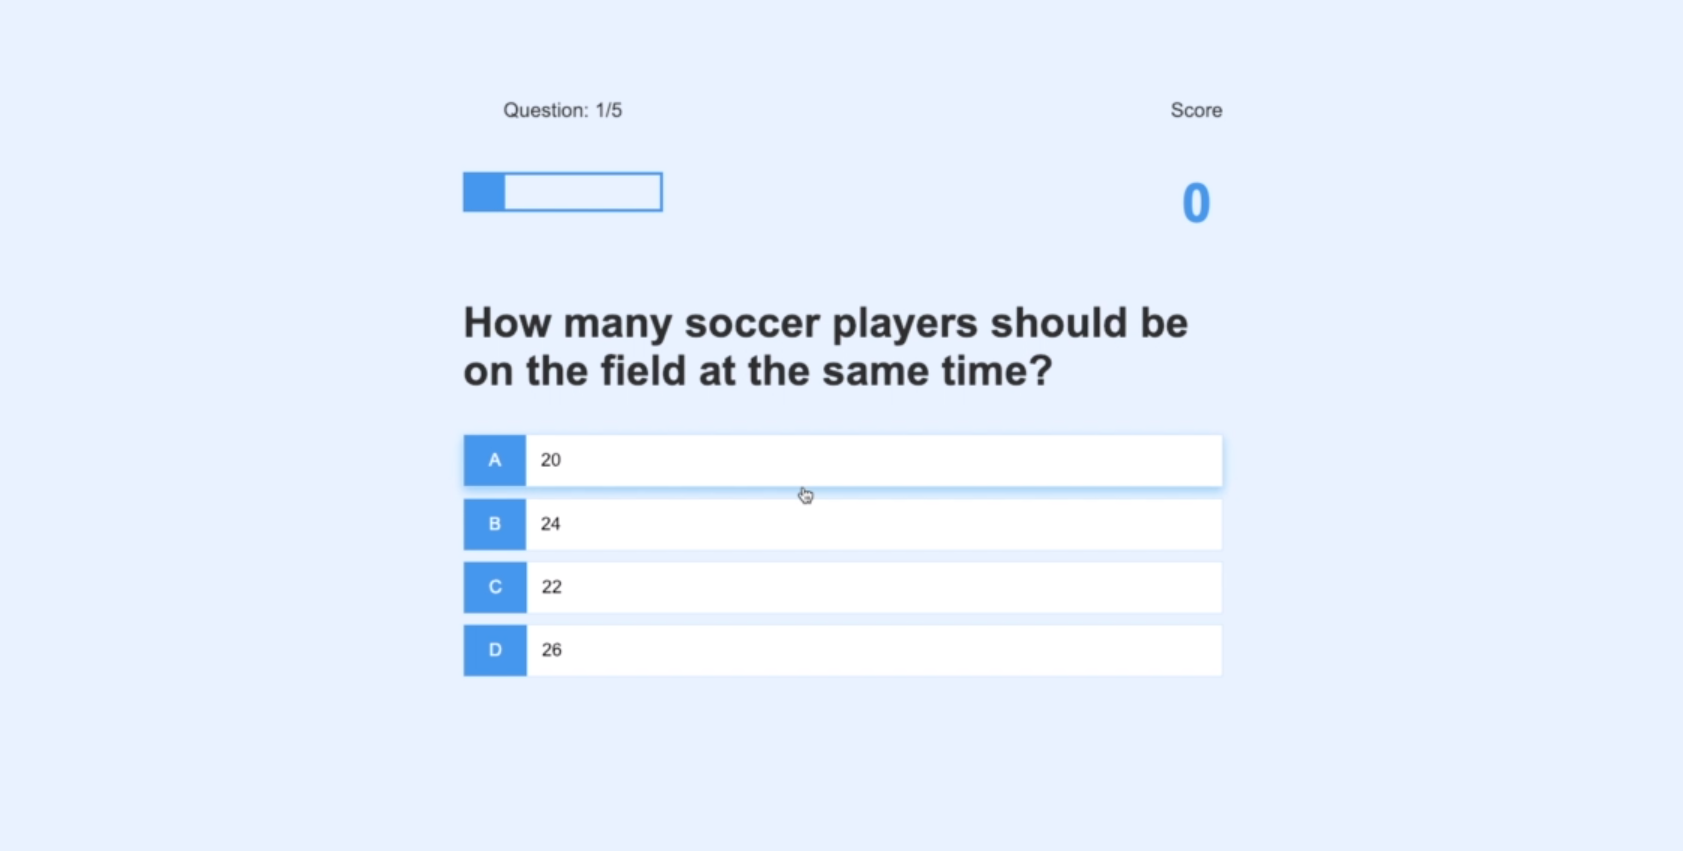 Question: 1/5
Score
0
How many soccer players should be
on the field at the same time?
A 20
B 24
C 22
D 26